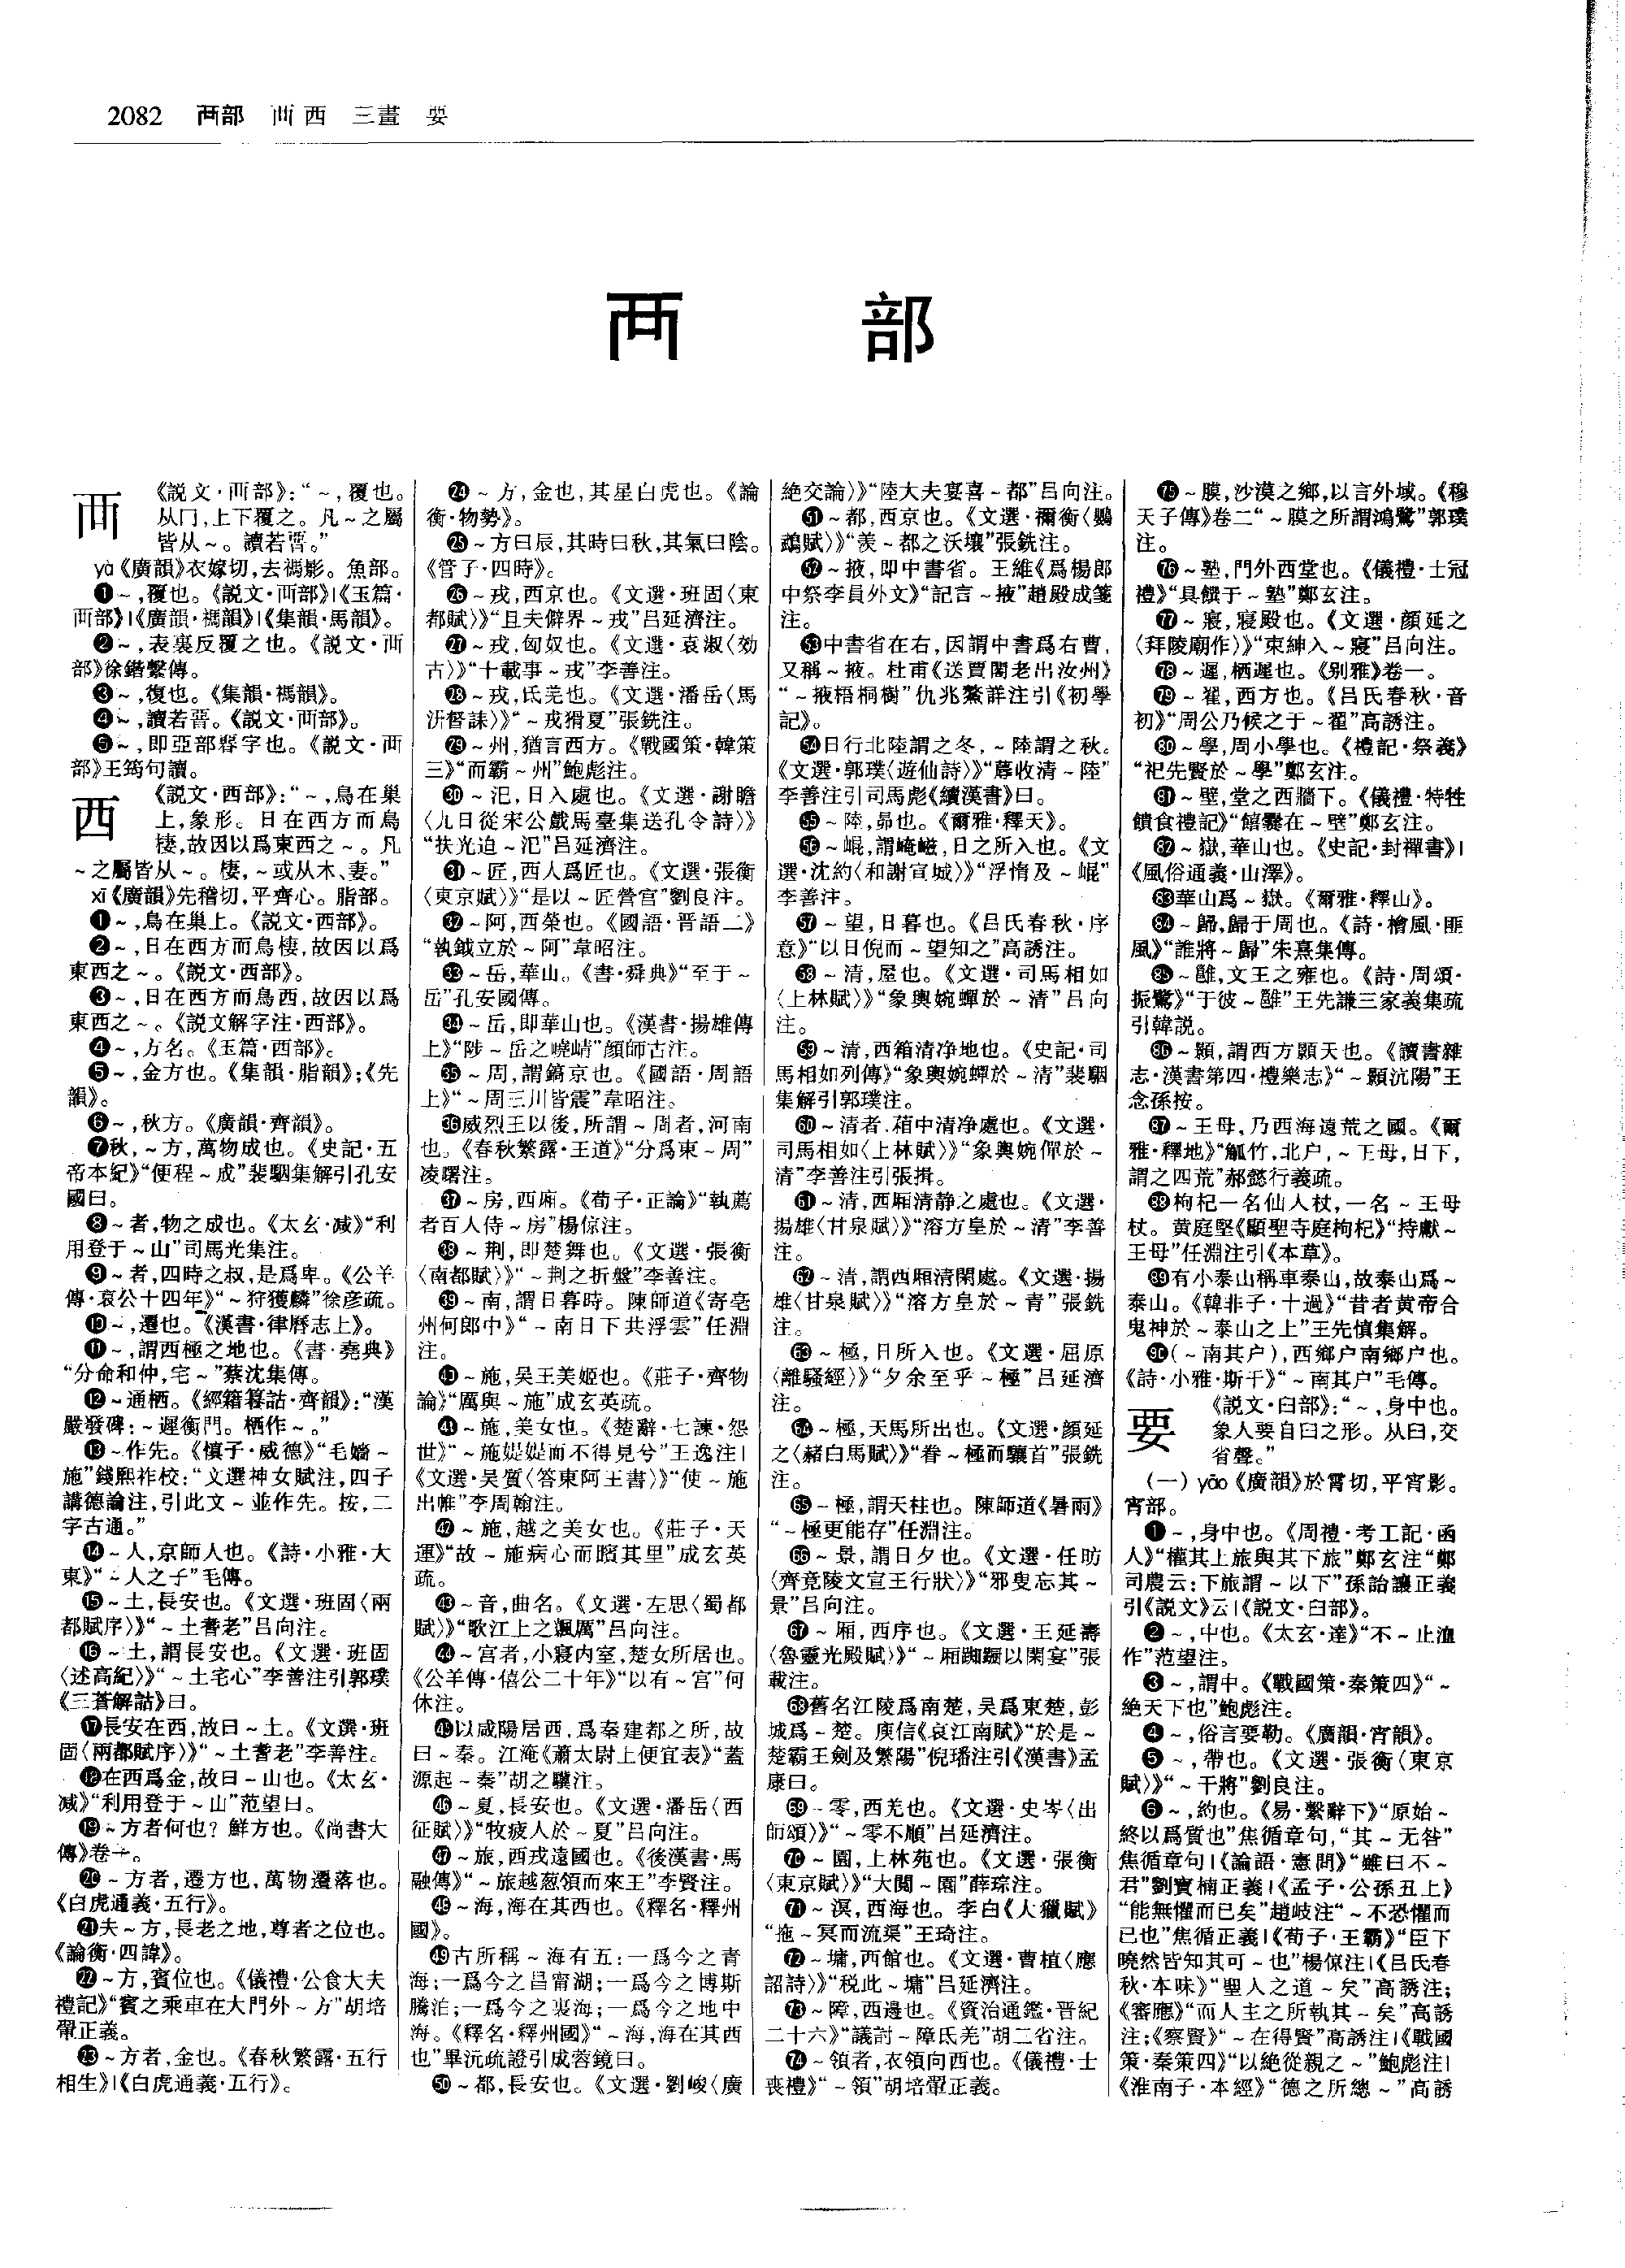 2082 襾部 襾西 三畫 要
襾 部
襾
《説文·襾部》:“~,覆也。
从冂,上下覆之。凡~之屬
皆从~。讀若晋。”
yà《廣韻》衣嫁切,去禡影。魚部。
❶~,覆也。《説文·襾部》|《玉篇·
襾部》|《廣韻·禡韻》|《集韻·馬韻》。
❷~,表裏反覆之也。《説文·襾
部》徐鍇繫傳。
❸~,復也。《集韻·禡韻》。
❹~,讀若晋。《説文·襾部》。
❺~,即亞部字也。《説文·襾
部》王筠句讀。
西
《説文·西部》:“~,鳥在巢
上,象形。日在西方而鳥
棲,故因以爲東西之~。凡
~之屬皆从~。棲,~或从木、妻。”
xī《廣韻》先稽切,平齊心。脂部。
❶~,鳥在巢上。《説文·西部》。
❷~,日在西方而鳥棲,故因以爲
東西之~。《説文·西部》。
❸~,日在西方而鳥西,故因以爲
東西之~。《説文解字注·西部》。
❹~,方名。《玉篇·西部》。
❺~,金方也。《集韻·脂韻》;《先
韻》。
❻~,秋方。《廣韻·齊韻》。
❼秋,~方,萬物成也。《史記·五
帝本紀》“便程~成”裴駰集解引孔安
國曰。
❽~者,物之成也。《太玄·减》“利
用登于~山”司馬光集注。
❾~者,四時之叔,是爲卑。《公羊
傳·哀公十四年》“~狩獲麟”徐彦疏。
❿~,遷也。《漢書·律曆志上》。
⓫~,謂西極之地也。《書·堯典》
“分命和仲,宅~”蔡沈集傳。
⓬~通栖。《經籍籑詁·齊韻》:“漢
嚴發碑:~遲衡門。栖作~。”
⓭~作先。《慎子·威德》“毛嬙~
施”錢熙祚校:“文選神女賦注,四子
講德論注,引此文~並作先。按,二
字古通。”
⓮~人,京師人也。《詩·小雅·大
東》“~人之子”毛傳。
⓯~土,長安也。《文選·班固〈兩
都賦序〉》“~土耆老”吕向注。
⓰~土,謂長安也。《文選·班固
〈述高紀〉》“~土宅心”李善注引郭璞
《三蒼解詁》曰。
⓱長安在西,故曰~土。《文選·班
固〈兩都賦序〉》“~土耆老”李善注。
⓲在西爲金,故曰~山也。《太玄·
减》“利用登于~山”范望曰。
⓳~方者何也?鮮方也。《尚書大
傳》卷一。
⓴~方者,遷方也,萬物遷落也。
《白虎通義·五行》。
㉑夫~方,長老之地,尊者之位也。
《論衡·四諱》。
㉒~方,賓位也。《儀禮·公食大夫
禮記》“賓之乘車在大門外~方”胡培
翬正義。
㉓~方者,金也。《春秋繁露·五行
相生》|《白虎通義·五行》。
㉔~方,金也,其星白虎也。《論
衡·物勢》。
㉕~方曰辰,其時曰秋,其氣曰陰。
《管子·四時》。
㉖~戎,西京也。《文選·班固〈東
都賦〉》“且夫僻界~戎”吕延濟注。
㉗~戎,匈奴也。《文選·袁淑〈効
古〉》“十載事~戎”李善注。
㉘~戎,氐羌也。《文選·潘岳〈馬
汧督誄〉》“~戎猾夏”張銑注。
㉙~州,猶言西方。《戰國策·韓策
三》“而霸~州”鮑彪注。
㉚~汜,日入處也。《文選·謝瞻
〈九日從宋公戲馬臺集送孔令詩〉》
“扶光迫~汜”吕延濟注。
㉛~匠,西人爲匠也。《文選·張衡
〈東京賦〉》“是以~匠營宫”劉良注。
㉜~阿,西榮也。《國語·晋語二》
“執鉞立於~阿”韋昭注。
㉝~岳,華山。《書·舜典》“至于~
岳”孔安國傳。
㉞~岳,即華山也。《漢書·揚雄傳
上》“陟~岳之嶢崝”顔師古注。
㉟~周,謂鎬京也。《國語·周語
上》“~周三川皆震”韋昭注。
㊱威烈王以後,所謂~周者,河南
也。《春秋繁露·王道》“分爲東~周”
凌曙注。
㊲~房,西廂。《荀子·正論》“執薦
者百人侍~房”楊倞注。
㊳~荆,即楚舞也。《文選·張衡
〈南都賦〉》“~荆之折盤”李善注。
㊴~南,謂日暮時。陳師道《寄亳
州何郎中》“~南日下共浮雲”任淵
注。
㊵~施,吴王美姬也。《莊子·齊物
論》“厲與~施”成玄英疏。
㊶~施,美女也。《楚辭·七諫·怨
世》“~施媞媞而不得見兮”王逸注|
《文選·吴質〈答東阿王書〉》“使~施
出帷”李周翰注。
㊷~施,越之美女也。《莊子·天
運》“故~施病心而矉其里”成玄英
疏。
㊸~音,曲名。《文選·左思〈蜀都
賦〉》“歌江上之飉厲”吕向注。
㊹~宫者,小寢内室,楚女所居也。
《公羊傳·僖公二十年》“以有~宫”何
休注。
㊺以咸陽居西,爲秦建都之所,故
曰~秦。江淹《蕭太尉上便宜表》“蓋
源起~秦”胡之驥注。
㊻~夏,長安也。《文選·潘岳〈西
征賦〉》“牧疲人於~夏”吕向注。
㊼~旅,西戎遠國也。《後漢書·馬
融傳》“~旅越葱領而來王”李賢注。
㊽~海,海在其西也。《釋名·釋州
國》。
㊾古所稱~海有五:一爲今之青
海;一爲今之昌甯湖;一爲今之博斯
騰泊;一爲今之裏海;一爲今之地中
海。《釋名·釋州國》“~海,海在其西
也”畢沅疏證引成蓉鏡曰。
㊿~都,長安也。《文選·劉峻〈廣
絶交論〉》“陸大夫宴喜~都”吕向注。
51~都,西京也。《文選·禰衡〈鸚
鵡賦〉》“羨~都之沃壤”張銑注。
52~掖,即中書省。王維《爲楊郎
中祭李員外文》“記言~掖”趙殿成箋
注。
53中書省在右,因謂中書爲右曹,
又稱~掖。杜甫《送賈閣老出汝州》
“~掖梧桐樹”仇兆鰲詳注引《初學
記》。
54日行北陸謂之冬,~陸謂之秋。
《文選·郭璞〈遊仙詩〉》“蓐收清~陸”
李善注引司馬彪《續漢書》曰。
55~陸,昴也。《爾雅·釋天》。
56~崐,謂崦嵫,日之所入也。《文
選·沈約〈和謝宣城〉》“浮惰及~崐”
李善注。
57~望,日暮也。《吕氏春秋·序
意》“以日倪而~望知之”高誘注。
58~清,屋也。《文選·司馬相如
〈上林賦〉》“象輿婉蟬於~清”吕向
注。
59~清,西箱清净地也。《史記·司
馬相如列傳》“象輿婉蟬於~清”裴駰
集解引郭璞注。
60~清者,葙中清净處也。《文選·
司馬相如〈上林賦〉》“象輿婉僤於~
清”李善注引張揖。
61~清,西厢清静之處也。《文選·
揚雄〈甘泉賦〉》“溶方皇於~清”李善
注。
62~清,謂西厢清閑處。《文選·揚
雄〈甘泉賦〉》“溶方皇於~青”張銑
注。
63~極,日所入也。《文選·屈原
〈離騷經〉》“夕余至乎~極”吕延濟
注。
64~極,天馬所出也。《文選·顔延
之〈赭白馬賦〉》“眷~極而驤首”張銑
注。
65~極,謂天柱也。陳師道《暑雨》
“~極更能存”任淵注。
66~景,謂日夕也。《文選·任昉
〈齊竟陵文宣王行狀〉》“邪叟忘其~
景”吕向注。
67~厢,西序也。《文選·王延壽
〈魯靈光殿賦〉》“~厢踟蹰以閑宴”張
載注。
68舊名江陵爲南楚,吴爲東楚,彭
城爲~楚。庾信《哀江南賦》“於是~
楚霸王劍及繁陽”倪璠注引《漢書》孟
康曰。
69~零,西羌也。《文選·史岑〈出
師頌〉》“~零不順”吕延濟注。
70~園,上林苑也。《文選·張衡
〈東京賦〉》“大閲~園”薛琮注。
71~溟,西海也。李白《大獵賦》
“拖~冥而流渠”王琦注。
72~墉,西館也。《文選·曹植〈應
詔詩〉》“税此~墉”吕延濟注。
73~障,西邊也。《資治通鑑·晋紀
二十六》“議討~障氐羌”胡三省注。
74~領者,衣領向西也。《儀禮·士
喪禮》“~領”胡培翬正義。
75~膜,沙漠之鄉,以言外域。《穆
天子傳》卷二“~膜之所謂鴻鷺”郭璞
注。
76~塾,門外西堂也。《儀禮·士冠
禮》“具饌于~塾”鄭玄注。
77~寢,寢殿也。《文選·顔延之
〈拜陵廟作〉》“束紳入~寢”吕向注。
78~遲,栖遲也。《别雅》卷一。
79~翟,西方也。《吕氏春秋·音
初》“周公乃候之于~翟”高誘注。
80~學,周小學也。《禮記·祭義》
“祀先賢於~學”鄭玄注。
81~壁,堂之西牆下。《儀禮·特牲
饋食禮記》“饎爨在~壁”鄭玄注。
82~嶽,華山也。《史記·封禪書》|
《風俗通義·山澤》。
83華山爲~嶽。《爾雅·釋山》。
84~歸,歸于周也。《詩·檜風·匪
風》“誰將~歸”朱熹集傳。
85~雝,文王之雍也。《詩·周頌·
振鷺》“于彼~雝”王先謙三家義集疏
引韓説。
86~顥,謂西方顥天也。《讀書雜
志·漢書第四·禮樂志》“~顥沆陽”王
念孫按。
87~王母,乃西海遠荒之國。《爾
雅·釋地》“觚竹,北户,~王母,日下,
謂之四荒”郝懿行義疏。
88枸杞一名仙人杖,一名~王母
杖。黄庭堅《顯聖寺庭枸杞》“持獻~
王母”任淵注引《本草》。
89有小泰山稱車泰山,故泰山爲~
泰山。《韓非子·十過》“昔者黄帝合
鬼神於~泰山之上”王先慎集解。
90(~南其户),西鄉户南鄉户也。
《詩·小雅·斯干》“~南其户”毛傳。
要
《説文·𦥑部》:“~,身中也。
象人要自𦥑之形。从𦥑,交
省聲。”
(一)yāo《廣韻》於霄切,平宵影。
宵部。
❶~,身中也。《周禮·考工記·函
人》“權其上旅與其下旅”鄭玄注“鄭
司農云:下旅謂~以下”孫詒讓正義
引《説文》云|《説文·𦥑部》。
❷~,中也。《太玄·達》“不~止洫
作”范望注。
❸~,謂中。《戰國策·秦策四》“~
絶天下也”鮑彪注。
❹~,俗言要勒。《廣韻·宵韻》。
❺~,帶也。《文選·張衡〈東京
賦〉》“~干將”劉良注。
❻~,約也。《易·繫辭下》“原始~
終以爲質也”焦循章句,“其~无咎”
焦循章句|《論語·憲問》“雖曰不~
君”劉寶楠正義|《孟子·公孫丑上》
“能無懼而已矣”趙岐注“~不恐懼而
已也”焦循正義|《荀子·王霸》“臣下
曉然皆知其可~也”楊倞注|《吕氏春
秋·本味》“聖人之道~矣”高誘注;
《審應》“而人主之所執其~矣”高誘
注;《察賢》“~在得賢”高誘注|《戰國
策·秦策四》“以絶從親之~”鮑彪注|
《淮南子·本經》“德之所總~”高誘